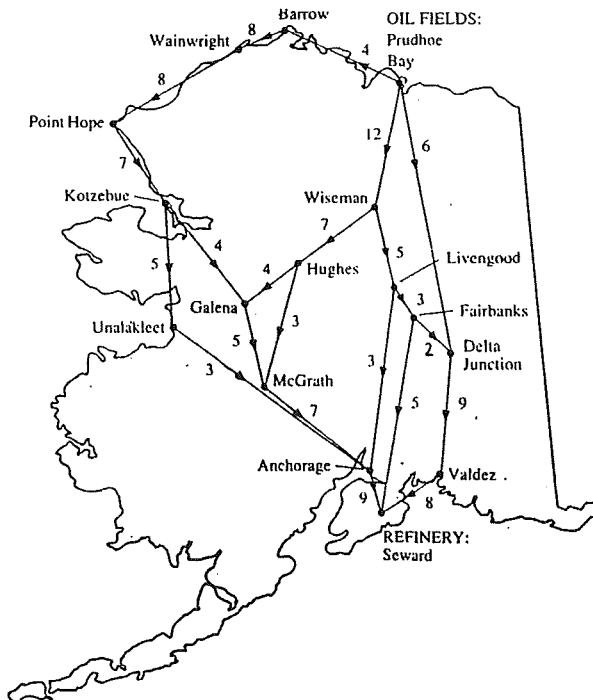 Barrow
OIL FIELDS:
Prudhoe
Bay
Wainwright
8
8
4
Point Hope
7
12
6
Kotzebue
Wiseman
7
4
5
4
5
Livengood
Hughes
Galena
3
Fairbanks
Unalakleet
5
3
2
Delta
Junction
3
3
McGrath
5
9
7
Anchorage
Valdez
9
8
REFINERY:
Seward